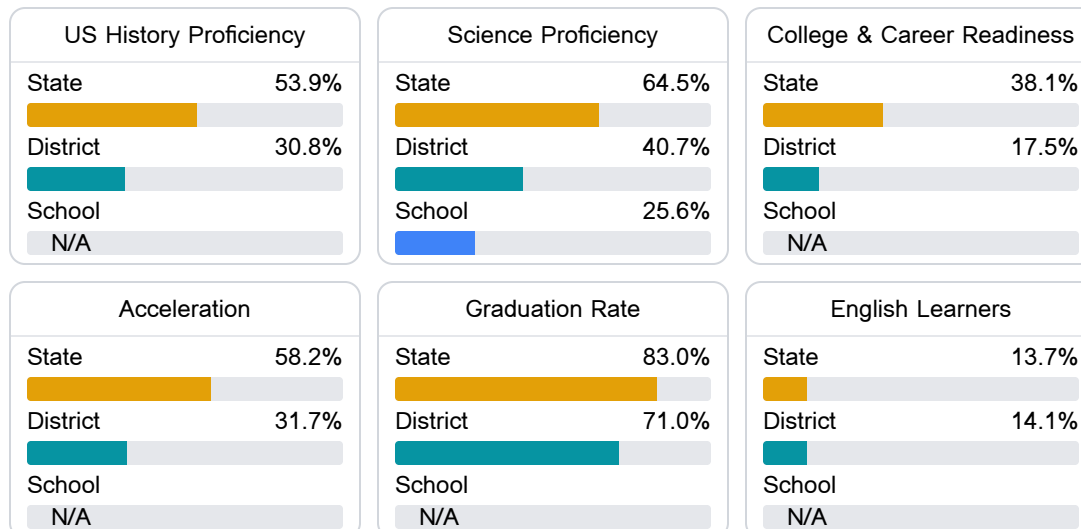 US History Proficiency
State 53.9%
District 30.8%
School
N/A
Science Proficiency
State 64.5%
District 40.7%
School 25.6%
College & Career Readiness
State 38.1%
District 17.5%
School
N/A
Acceleration
State 58.2%
District 31.7%
School
N/A
Graduation Rate
State 83.0%
District 71.0%
School
N/A
English Learners
State 13.7%
District 14.1%
School
N/A